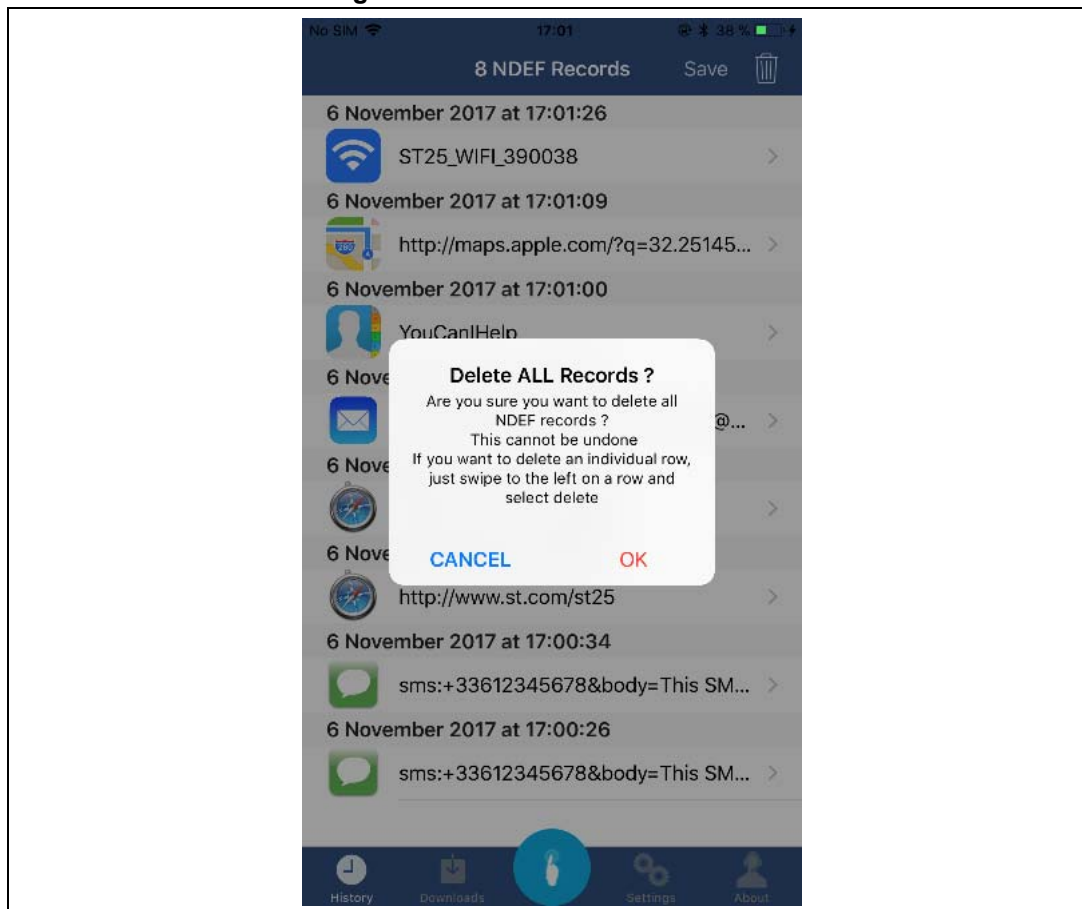 No SIM 17:01 38 %
8 NDEF Records Save
6 November 2017 at 17:01:26
ST25_WIFI_390038
6 November 2017 at 17:01:09
http://maps.apple.com/?q=32.25145...
6 November 2017 at 17:01:00
YouCanIHelp
6 Nove
Delete ALL Records ?
Are you sure you want to delete all
NDEF records ?
This cannot be undone
If you want to delete an individual row,
just swipe to the left on a row and
select delete
@...
6 Nove
6 Nove
CANCEL OK
http://www.st.com/st25
6 November 2017 at 17:00:34
sms:+33612345678&body=This SM...
6 November 2017 at 17:00:26
sms:+33612345678&body=This SM...
History Downloads Settings About